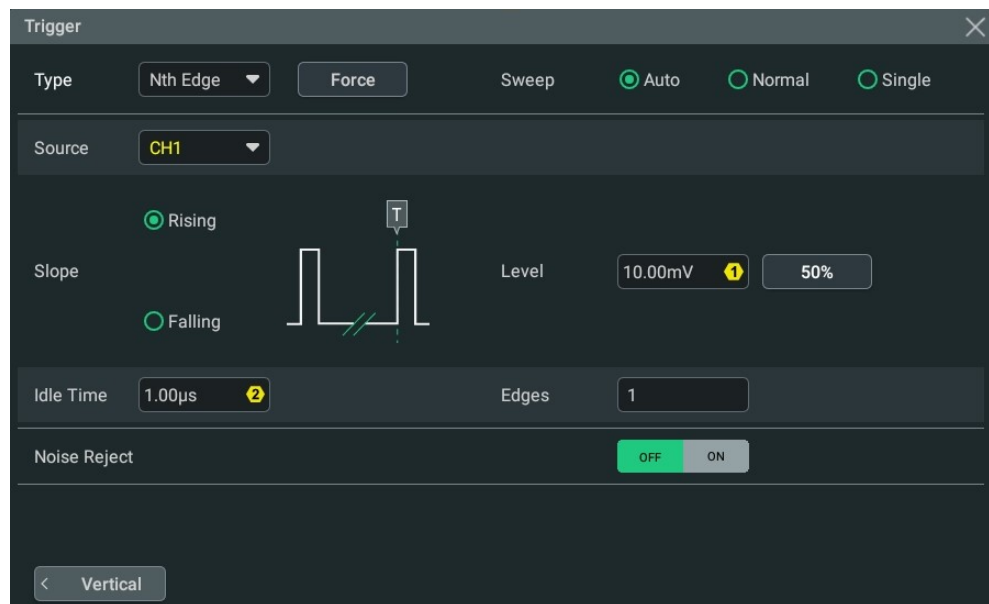 Trigger
Type Nth Edge Force Sweep Auto Normal Single
Source CH1
Rising
T
Slope Level 10.00mV 1 50%
Falling
Idle Time 1.00µs 2 Edges 1
Noise Reject OFF ON
< Vertical